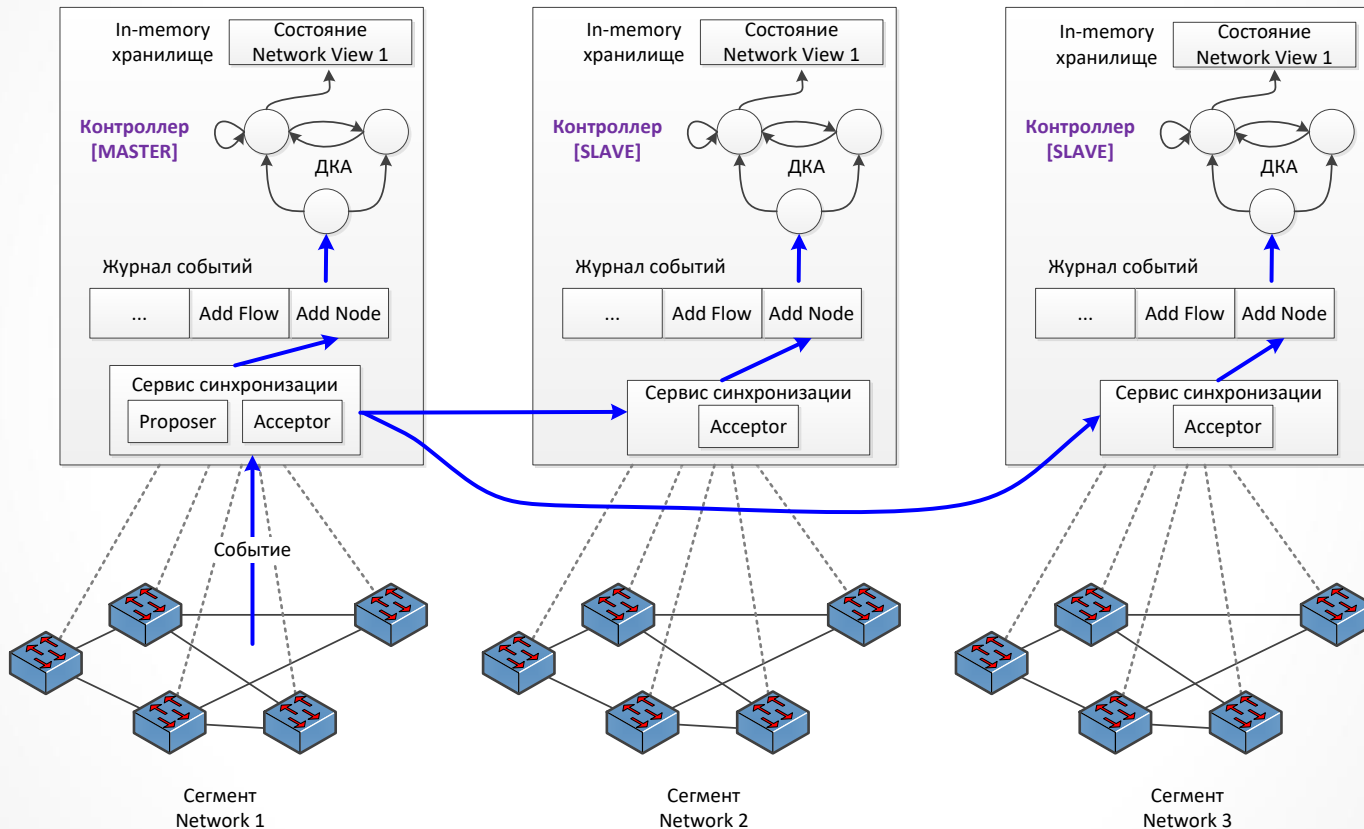 In-memory
хранилище
Состояние
Network View 1
Контроллер
[MASTER]
ДКА
Журнал событий
...
Add Flow
Add Node
Сервис синхронизации
Proposer
Acceptor
Событие
Сегмент
Network 1
In-memory
хранилище
Состояние
Network View 1
Контроллер
[SLAVE]
ДКА
Журнал событий
...
Add Flow
Add Node
Сервис синхронизации
Acceptor
Сегмент
Network 2
In-memory
хранилище
Состояние
Network View 1
Контроллер
[SLAVE]
ДКА
Журнал событий
...
Add Flow
Add Node
Сервис синхронизации
Acceptor
Сегмент
Network 3